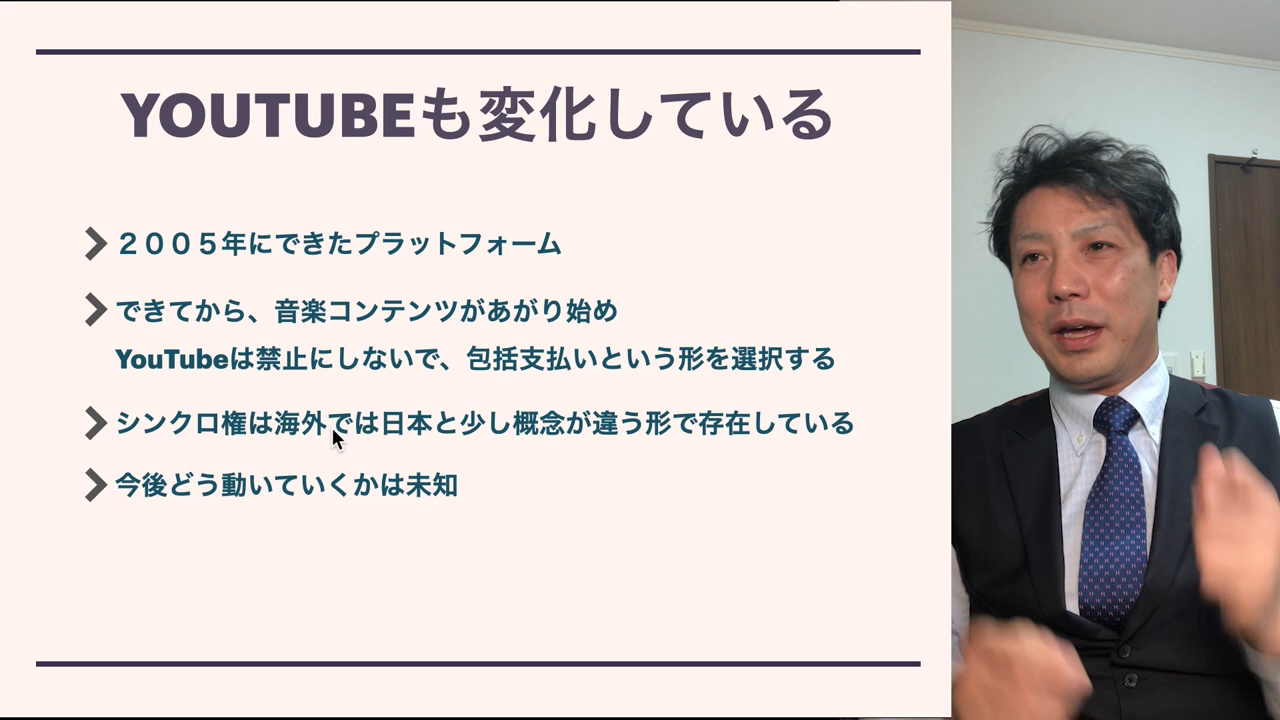 YOUTUBEも変化している
２００５年にできたプラットフォーム
できてから、音楽コンテンツがあがり始め
YouTubeは禁止にしないで、包括支払いという形を選択する
シンクロ権は海外では日本と少し概念が違う形で存在している
今後どう動いていくかは未知